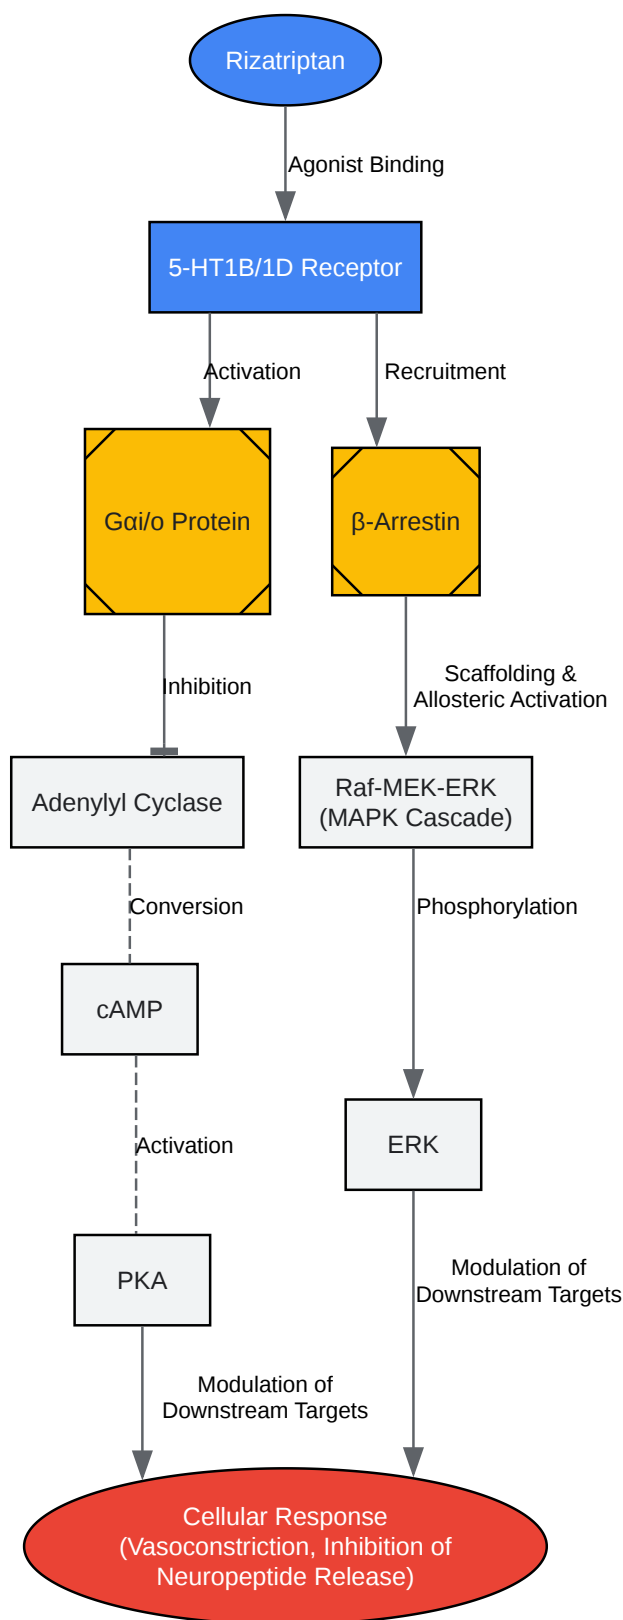 Rizatriptan
Agonist Binding
5-HT1B/1D Receptor
Activation
Recruitment
Gαi/o Protein
β-Arrestin
Inhibition
Scaffolding &
Allosteric Activation
Adenylyl Cyclase
Raf-MEK-ERK
(MAPK Cascade)
Conversion
Phosphorylation
cAMP
Activation
ERK
PKA
Modulation of
Downstream Targets
Modulation of
Downstream Targets
Cellular Response
(Vasoconstriction, Inhibition of
Neuropeptide Release)